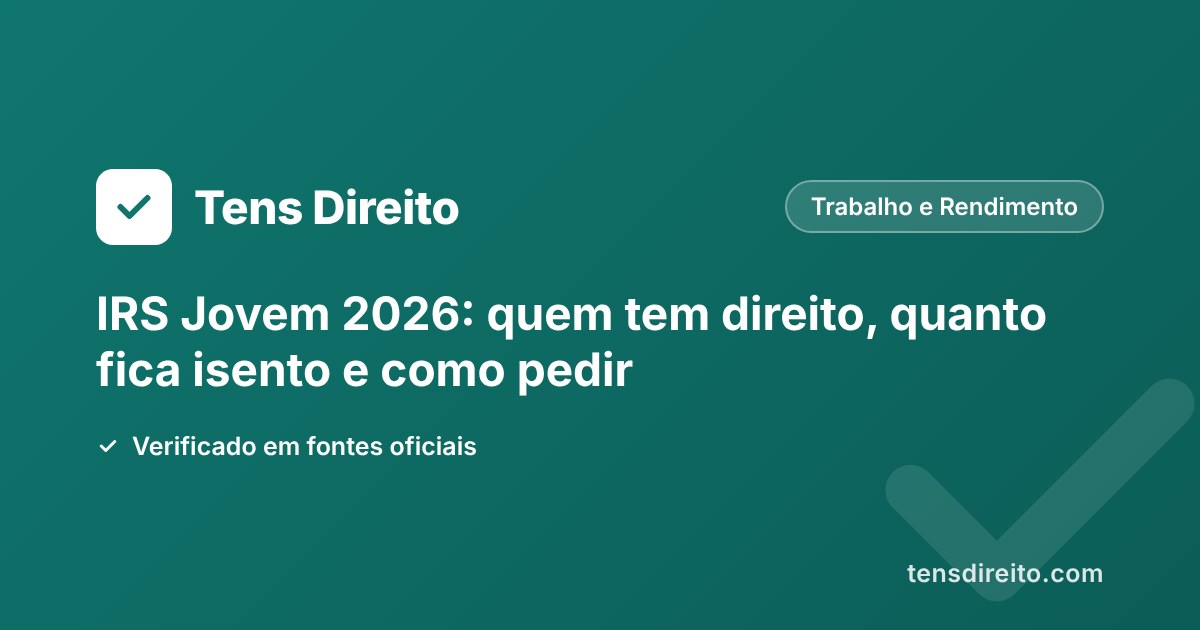 Tens Direito
Trabalho e Rendimento
IRS Jovem 2026: quem tem direito, quanto
fica isento e como pedir
Verificado em fontes oficiais
tensdireito.com